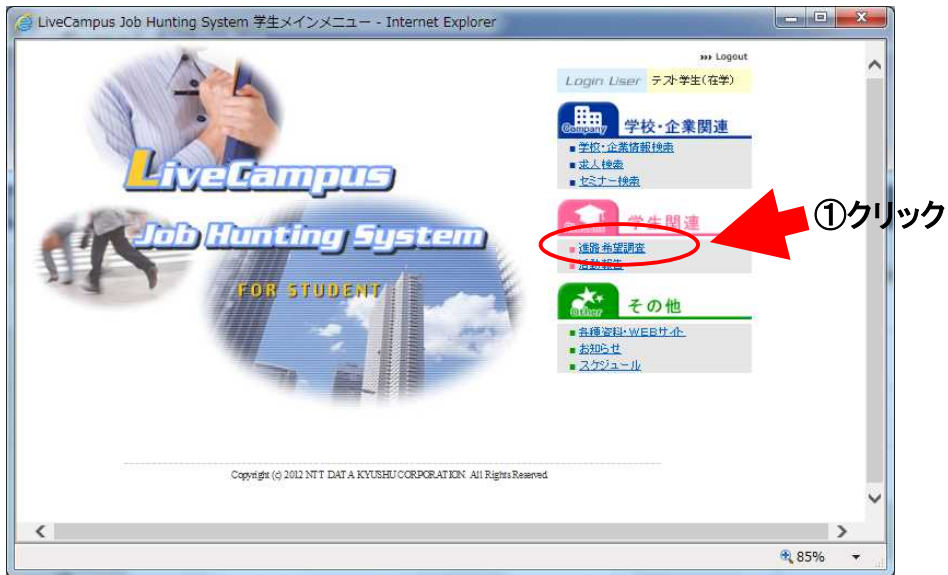 LiveCampus Job Hunting System 学生メインメニュー - Internet Explorer
Logout
Login User テスト学生(在学)
Company 学校・企業関連
学校・企業情報検索
求人検索
セミナー検索
学生関連
進路希望調査
活動報告
①クリック
LiveCampus
Job Hunting System
FOR STUDENT
Other その他
各種資料・WEBサイト
お知らせ
スケジュール
Copyright (c) 2012 NTT DATA KYUSHU CORPORATION All Rights Reserved.
85%